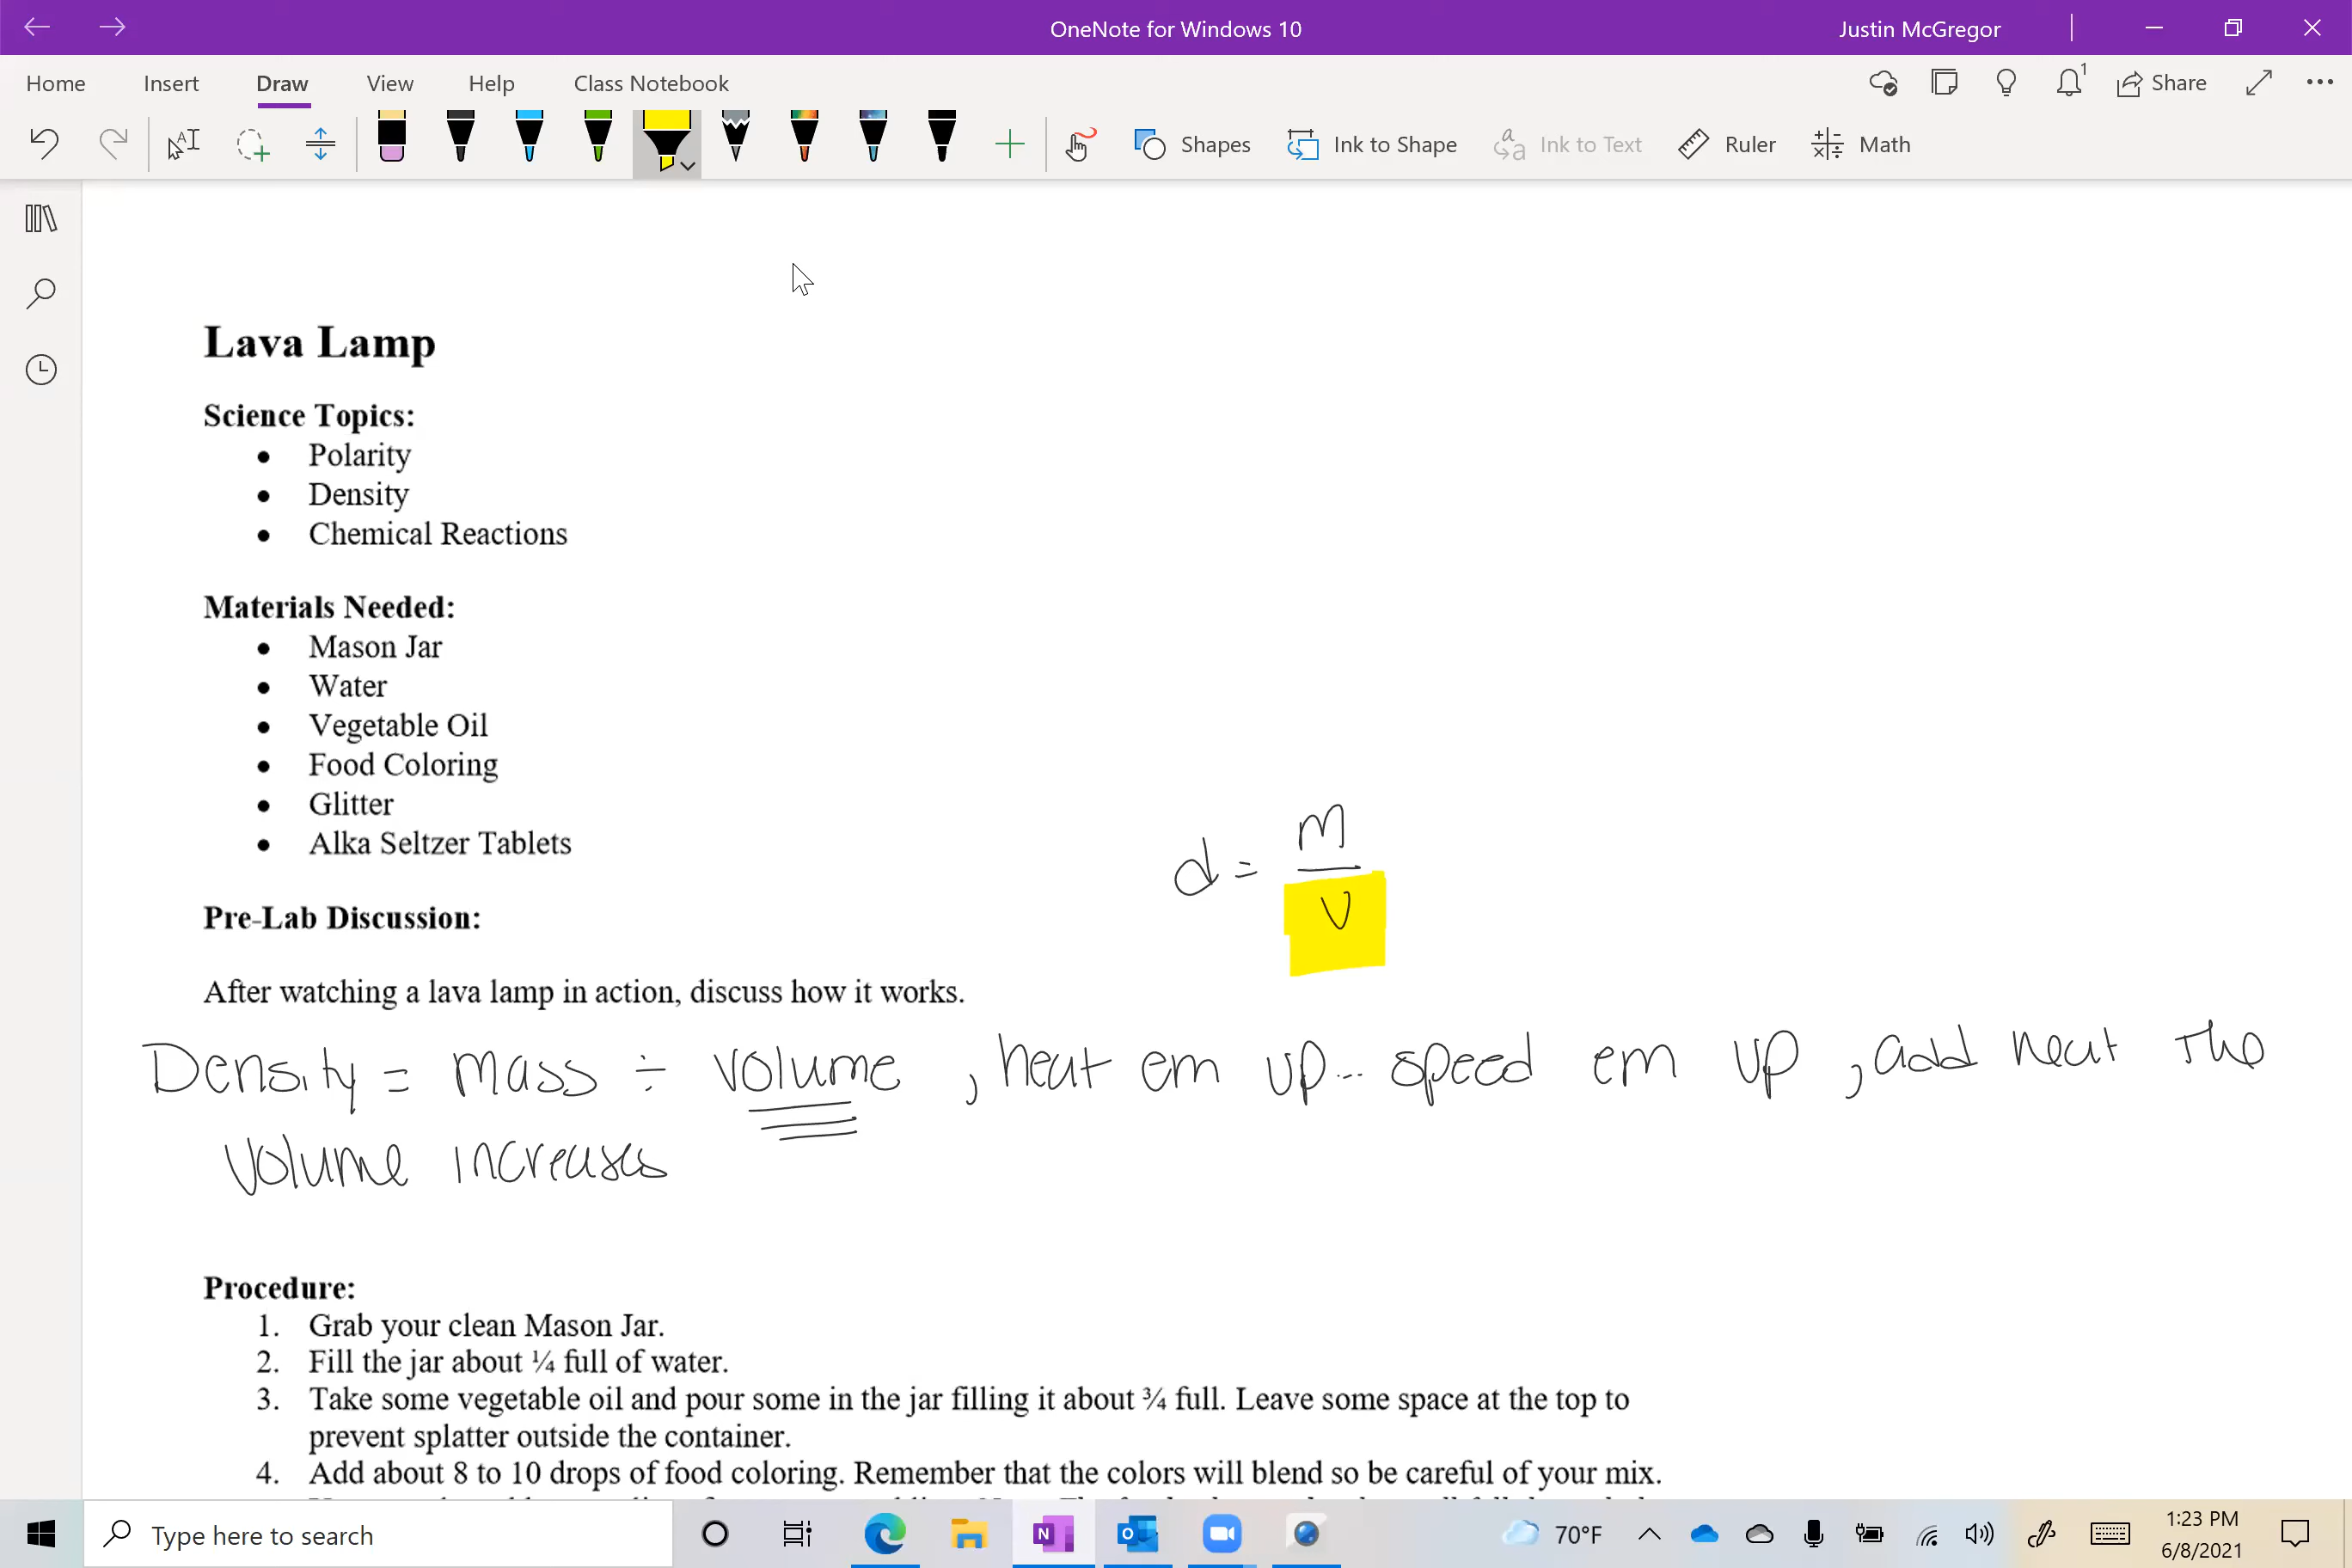 OneNote for Windows 10
Justin McGregor
Home Insert Draw View Help Class Notebook
1
Share
Shapes Ink to Shape Ink to Text Ruler Math
Lava Lamp
Science Topics:
• Polarity
• Density
• Chemical Reactions
Materials Needed:
• Mason Jar
• Water
• Vegetable Oil
• Food Coloring
• Glitter
• Alka Seltzer Tablets
d = m
v
Pre-Lab Discussion:
After watching a lava lamp in action, discuss how it works.
Density = mass ÷ volume , heat em up... speed em up , add heat the
volume increases
Procedure:
1. Grab your clean Mason Jar.
2. Fill the jar about ¼ full of water.
3. Take some vegetable oil and pour some in the jar filling it about ¾ full. Leave some space at the top to
prevent splatter outside the container.
4. Add about 8 to 10 drops of food coloring. Remember that the colors will blend so be careful of your mix.
Type here to search
70°F
1:23 PM
6/8/2021